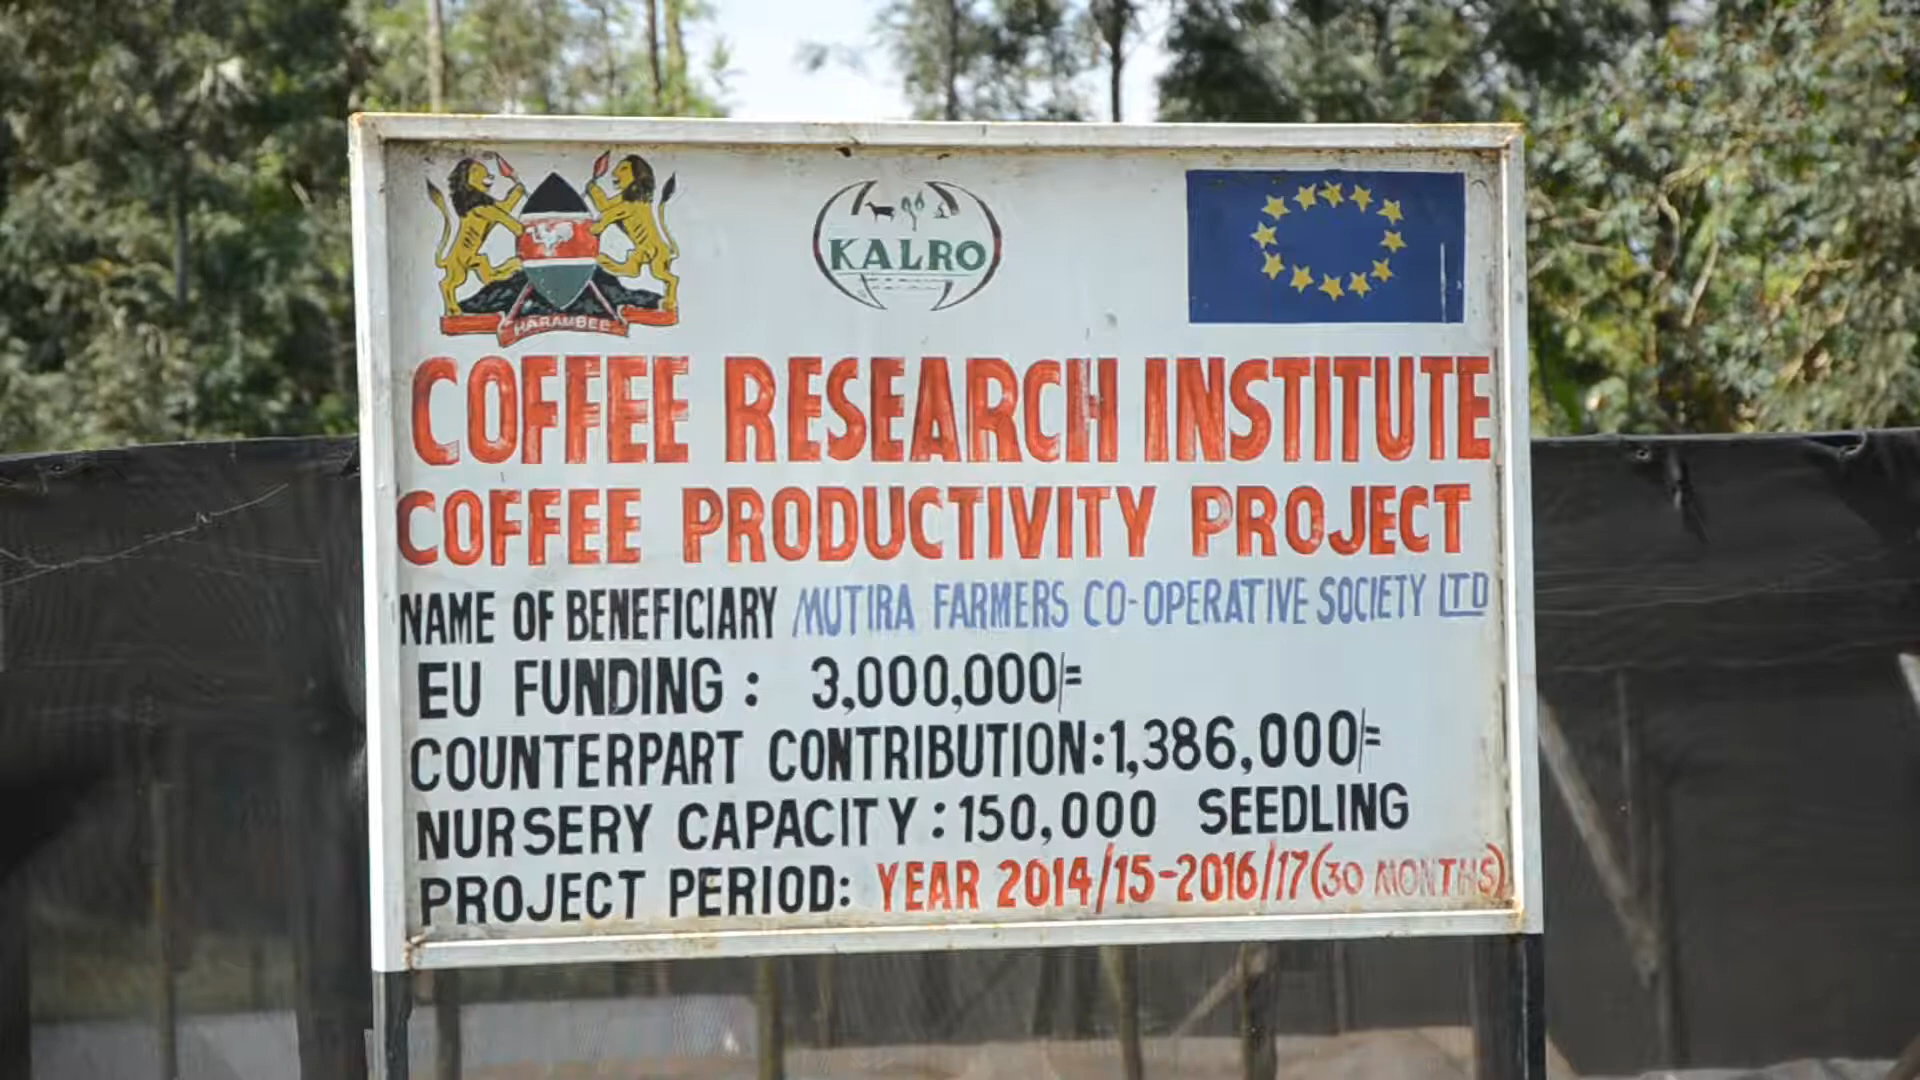 HARAMBEE
KALRO
COFFEE RESEARCH INSTITUTE
COFFEE PRODUCTIVITY PROJECT
NAME OF BENEFICIARY MUTIRA FARMERS CO-OPERATIVE SOCIETY LTD
EU FUNDING : 3,000,000/=
COUNTERPART CONTRIBUTION:1,386,000/=
NURSERY CAPACITY : 150,000 SEEDLING
PROJECT PERIOD: YEAR 2014/15-2016/17(30 MONTHS)